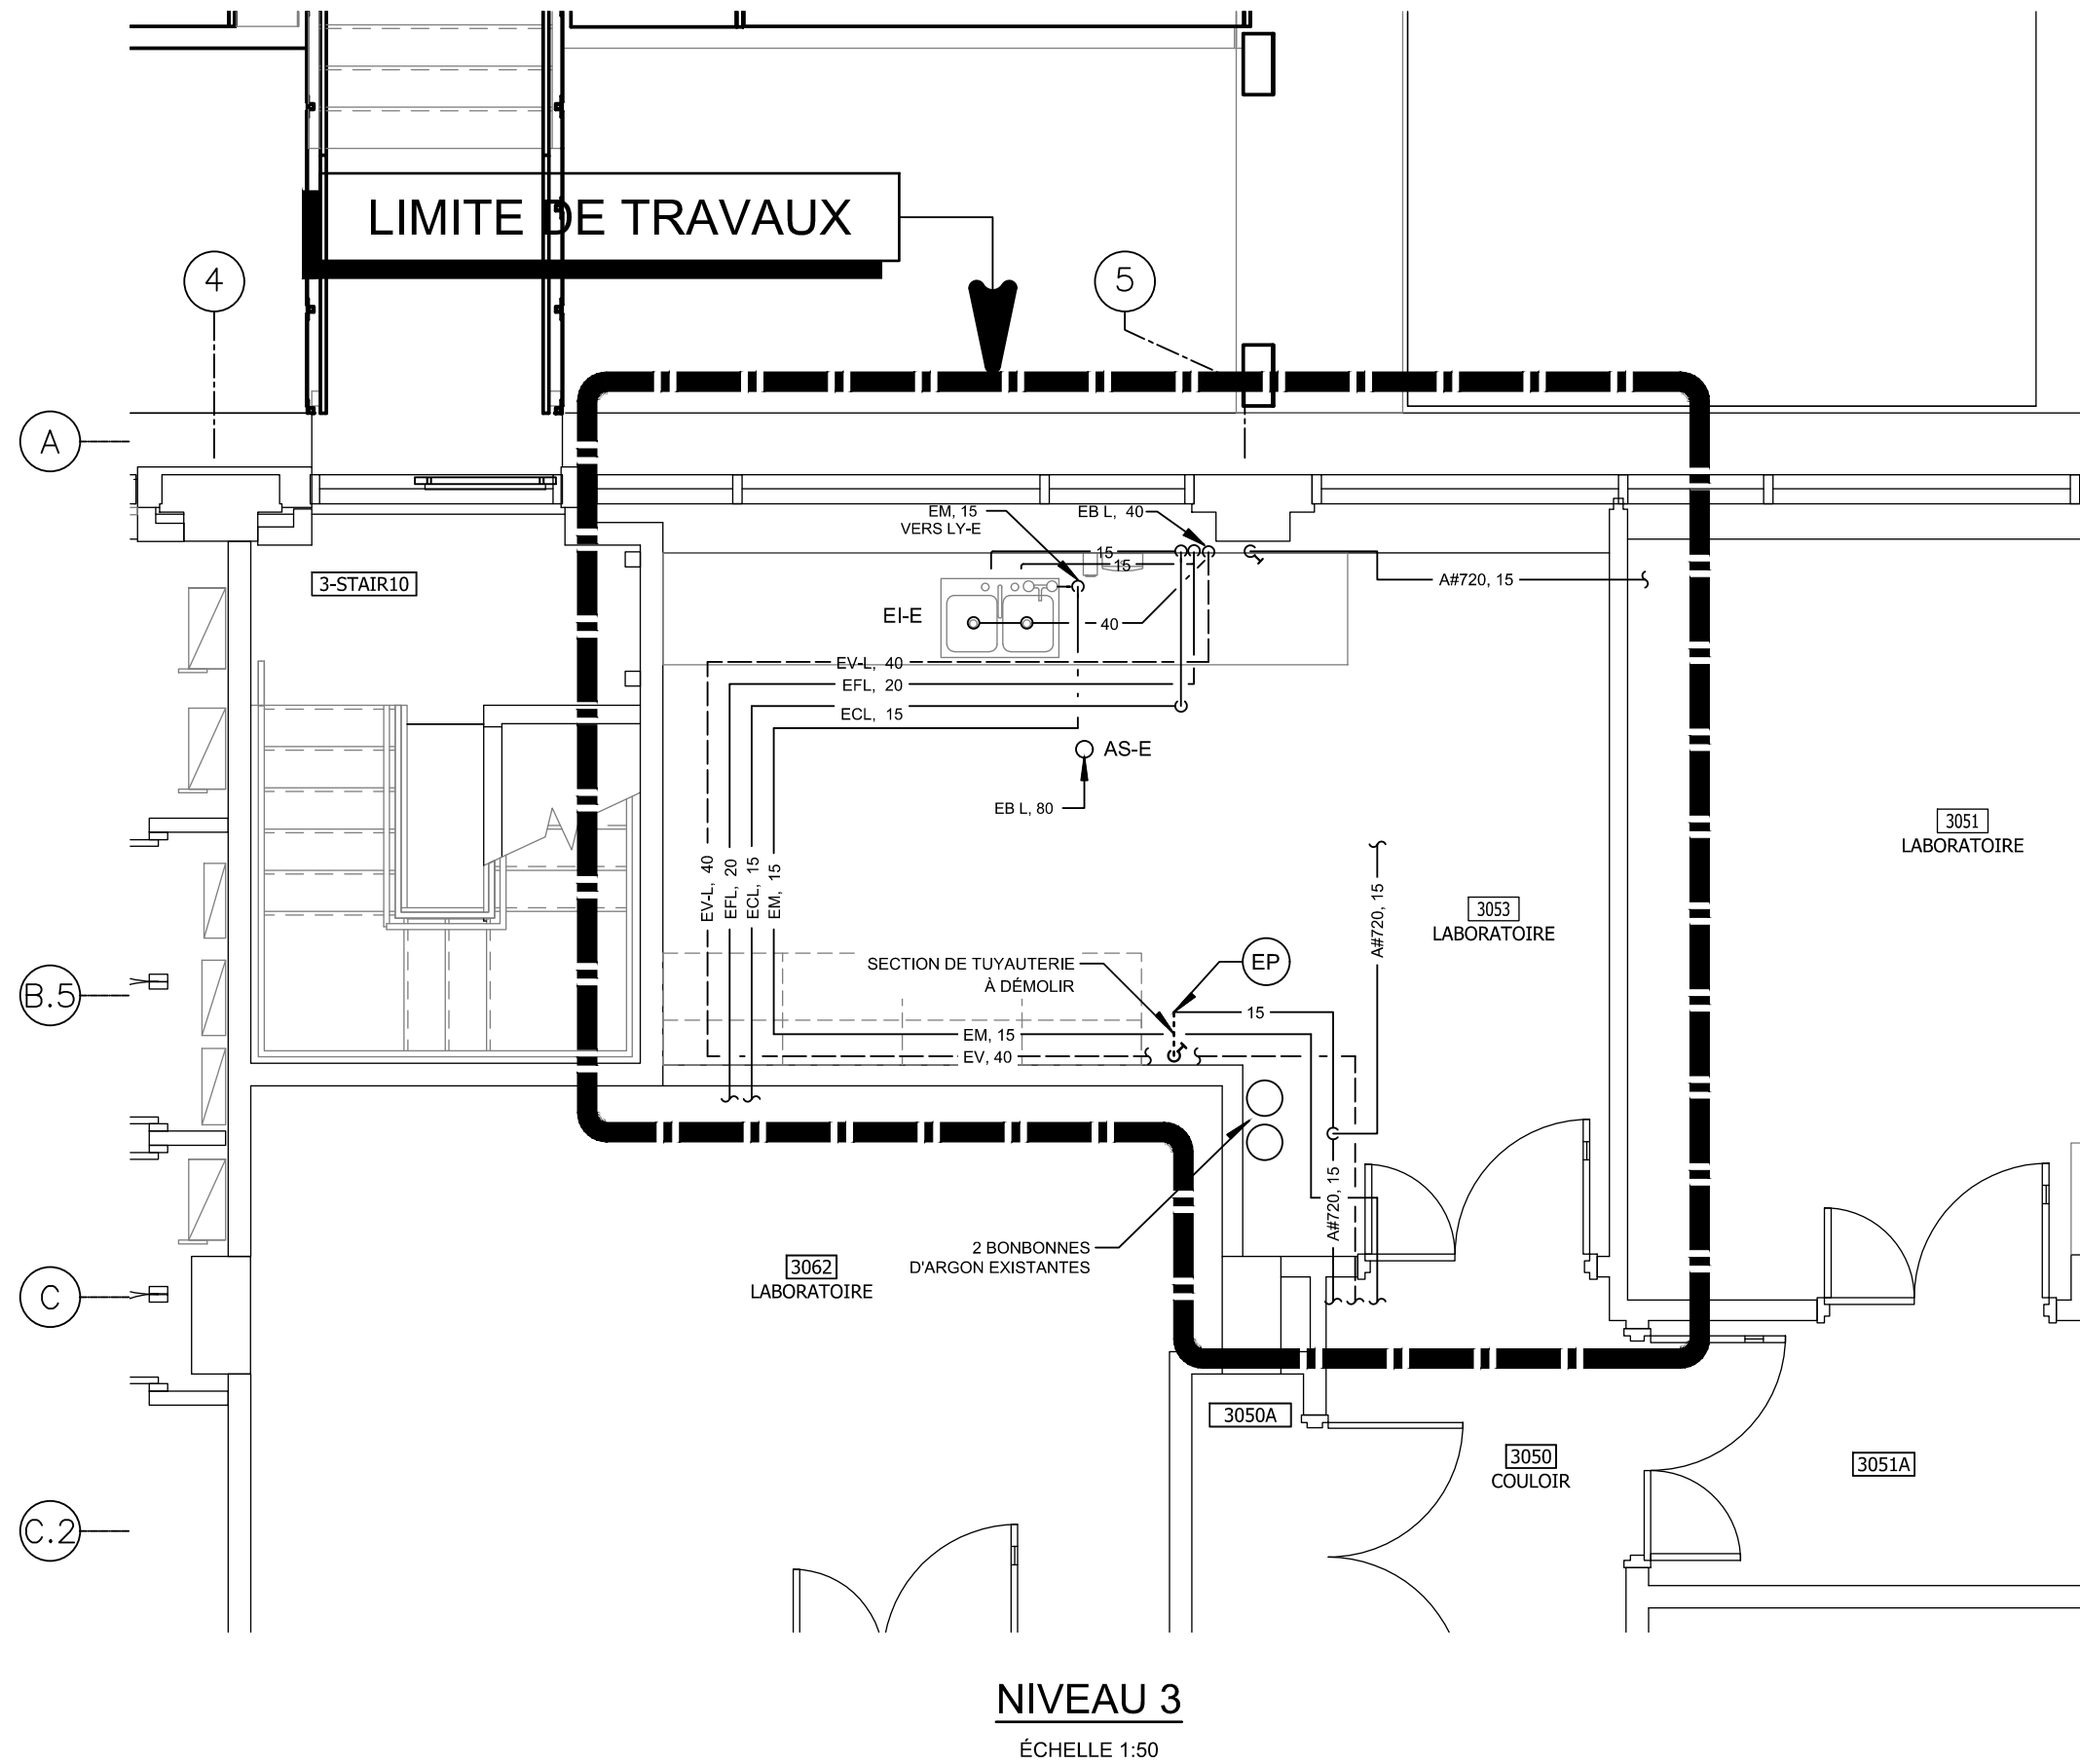 LIMITE DE TRAVAUX
4
5
A
EM, 15
VERS LY-E
EB L, 40
15
15
A#720, 15
3-STAIR10
EI-E
40
EV-L, 40
EFL, 20
ECL, 15
AS-E
EB L, 80
3051
LABORATOIRE
EV-L, 40
EFL, 20
ECL, 15
EM, 15
A#720, 15
3053
LABORATOIRE
SECTION DE TUYAUTERIE
À DÉMOLIR
EP
B.5
15
EM, 15
EV, 40
A#720, 15
2 BONBONNES
D'ARGON EXISTANTES
3062
LABORATOIRE
C
3050A
3050
COULOIR
3051A
C.2
NIVEAU 3
ÉCHELLE 1:50